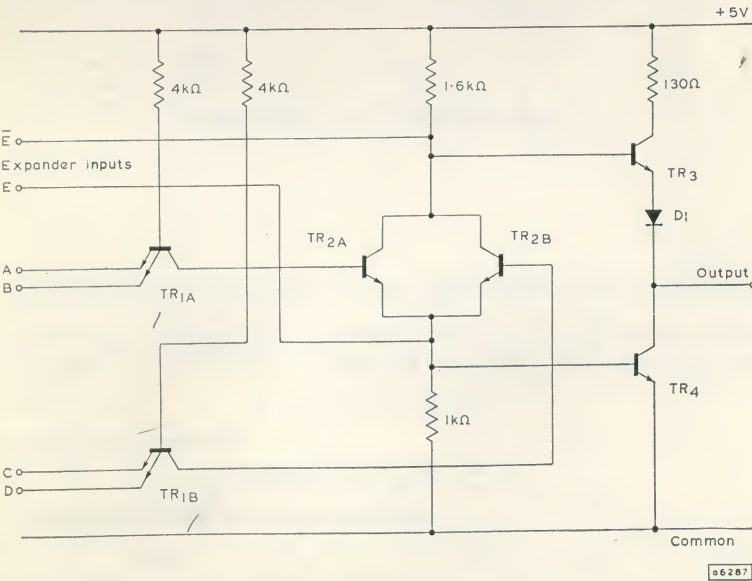 +5V
4kΩ
4kΩ
1·6kΩ
130Ω
E̅
Expander inputs
E
TR3
D1
TR2A
TR2B
A
B
TR1A
Output
TR4
1kΩ
C
D
TR1B
Common
a6287